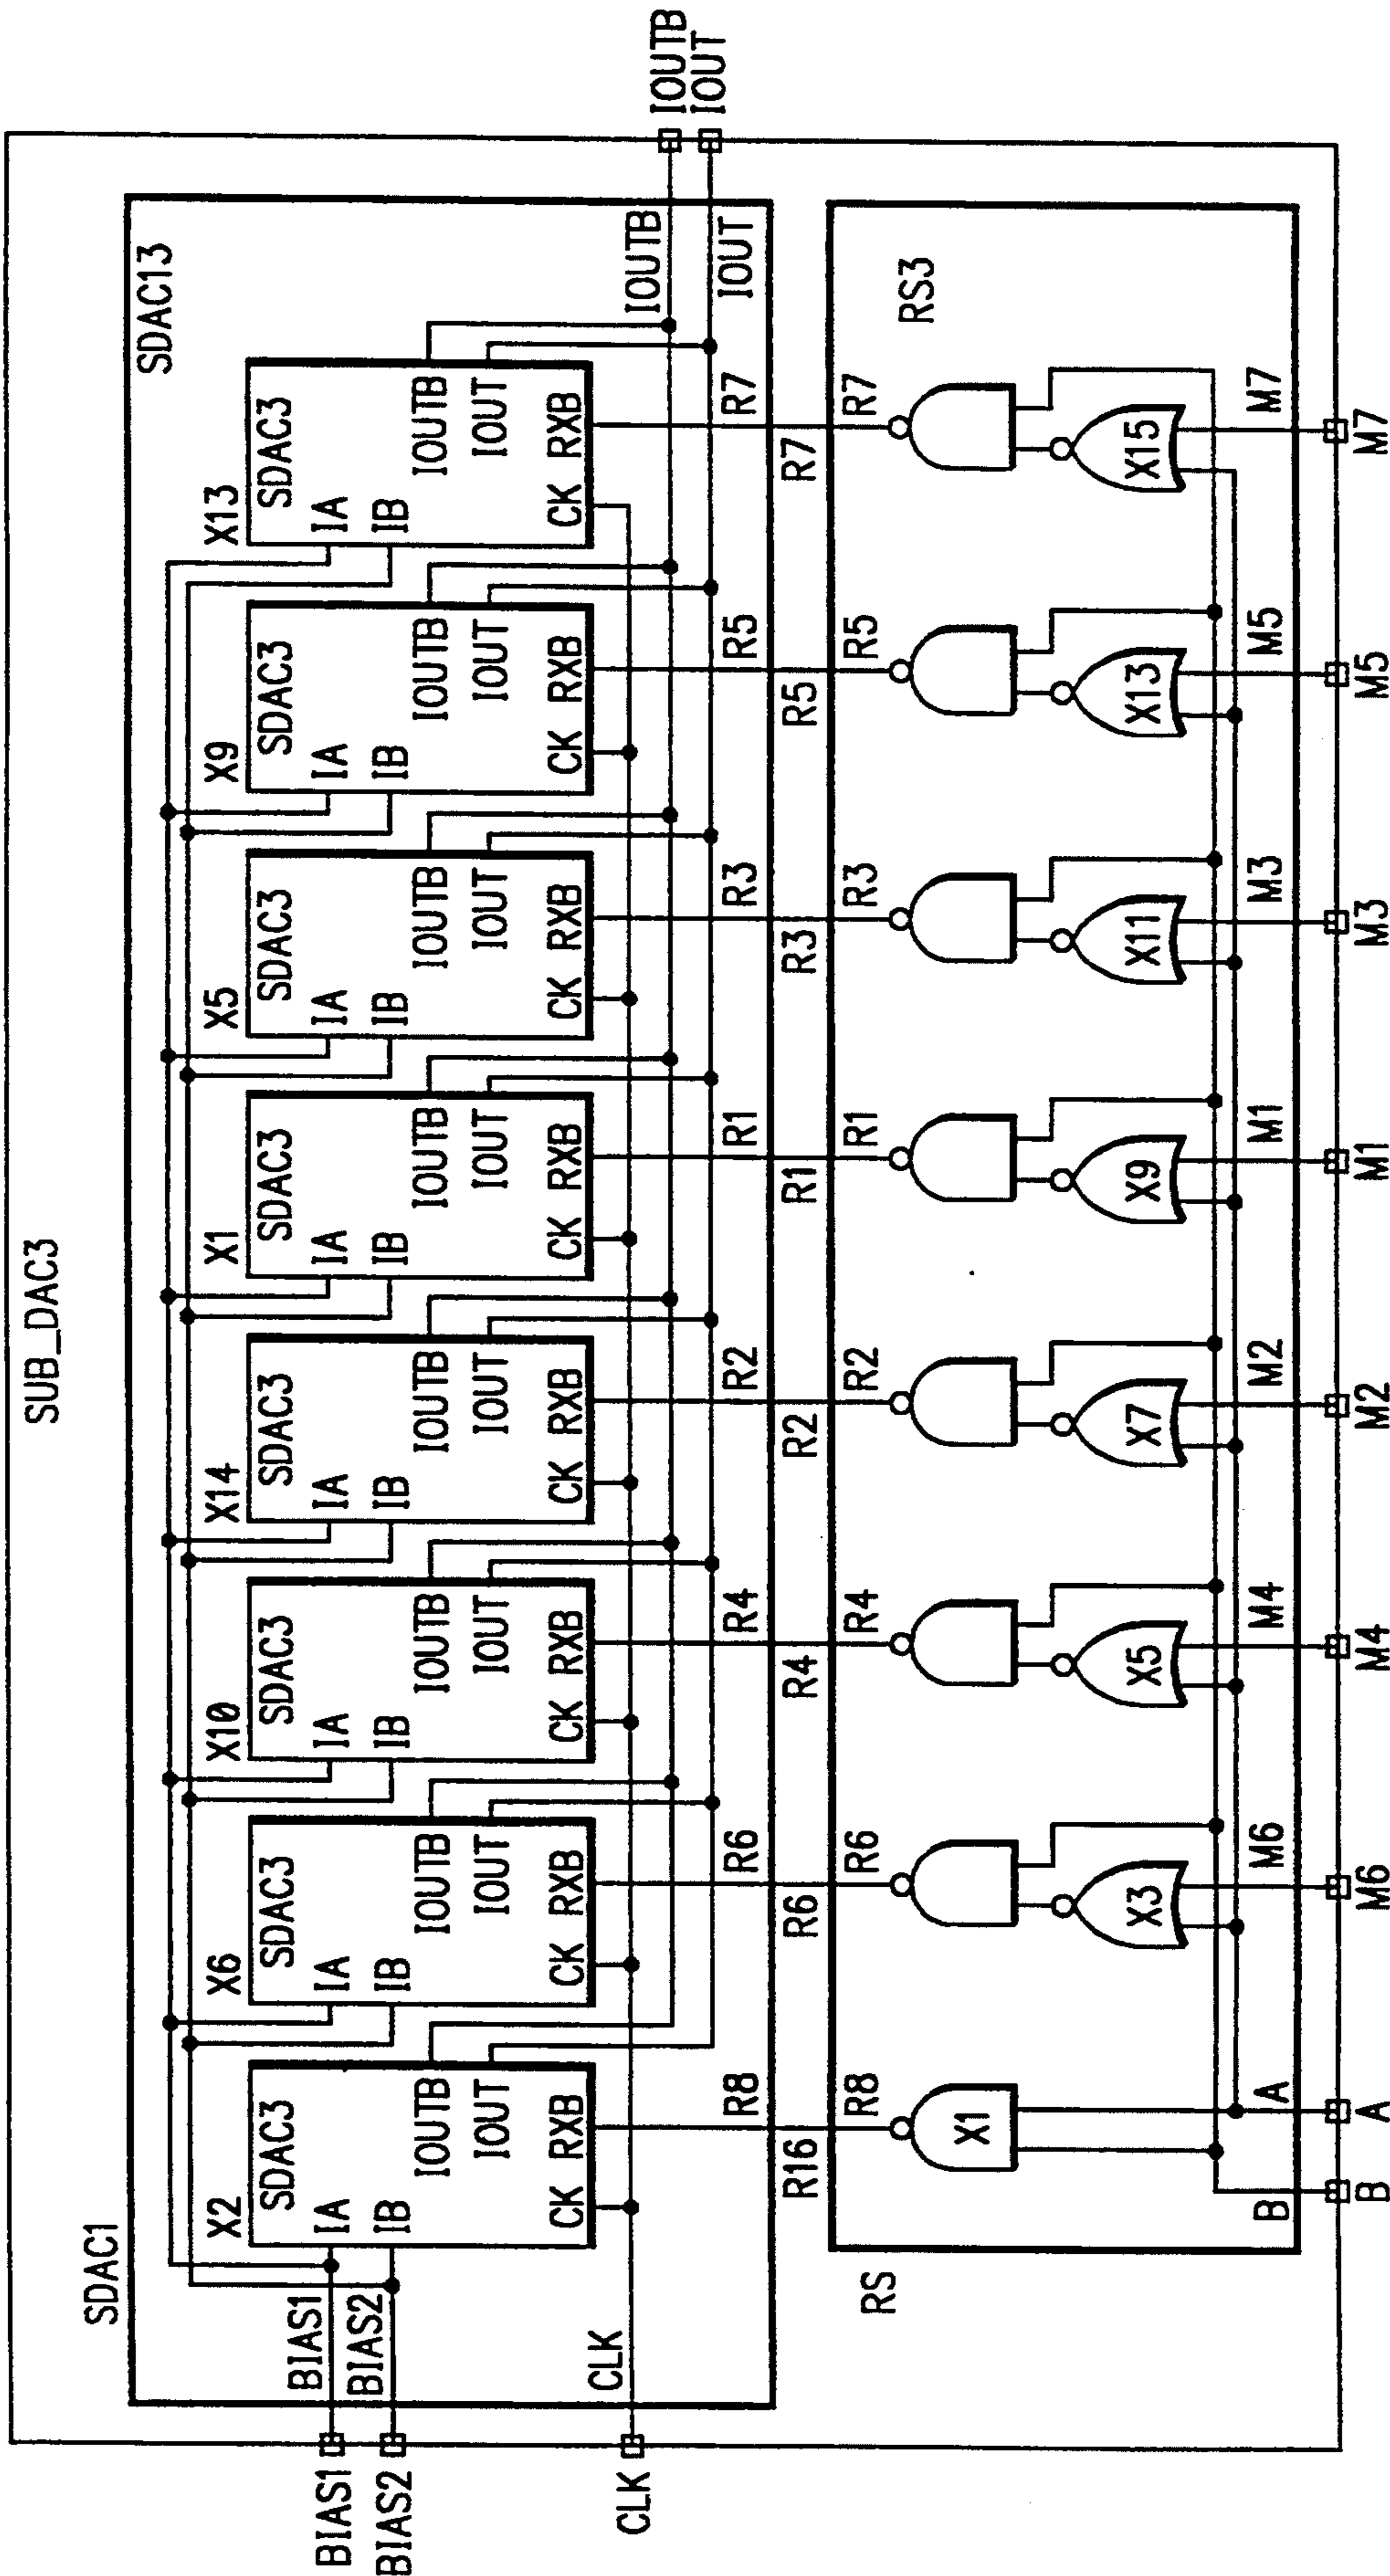 SUB_DAC3
SDAC1
SDAC13
X2
X6
X10
X14
X1
X5
X9
X13
SDAC3
SDAC3
SDAC3
SDAC3
SDAC3
SDAC3
SDAC3
SDAC3
BIAS1
BIAS1
IA
IA
IA
IA
IA
IA
IA
IA
BIAS2
BIAS2
IB
IB
IB
IB
IB
IB
IB
IB
IOUTB
IOUTB
IOUTB
IOUTB
IOUTB
IOUTB
IOUTB
IOUTB
IOUT
IOUT
IOUT
IOUT
IOUT
IOUT
IOUT
IOUT
CK RXB
CK RXB
CK RXB
CK RXB
CK RXB
CK RXB
CK RXB
CK RXB
CLK
CLK
IOUTB
IOUTB
IOUT
IOUT
R8
R6
R4
R2
R1
R3
R5
R7
R16
R6
R4
R2
R1
R3
R5
R7
RS
R8
R6
R4
R2
R1
R3
R5
R7
RS3
X1
X3
X5
X7
X9
X11
X13
X15
B
A
M6
M4
M2
M1
M3
M5
M7
B
A
M6
M4
M2
M1
M3
M5
M7